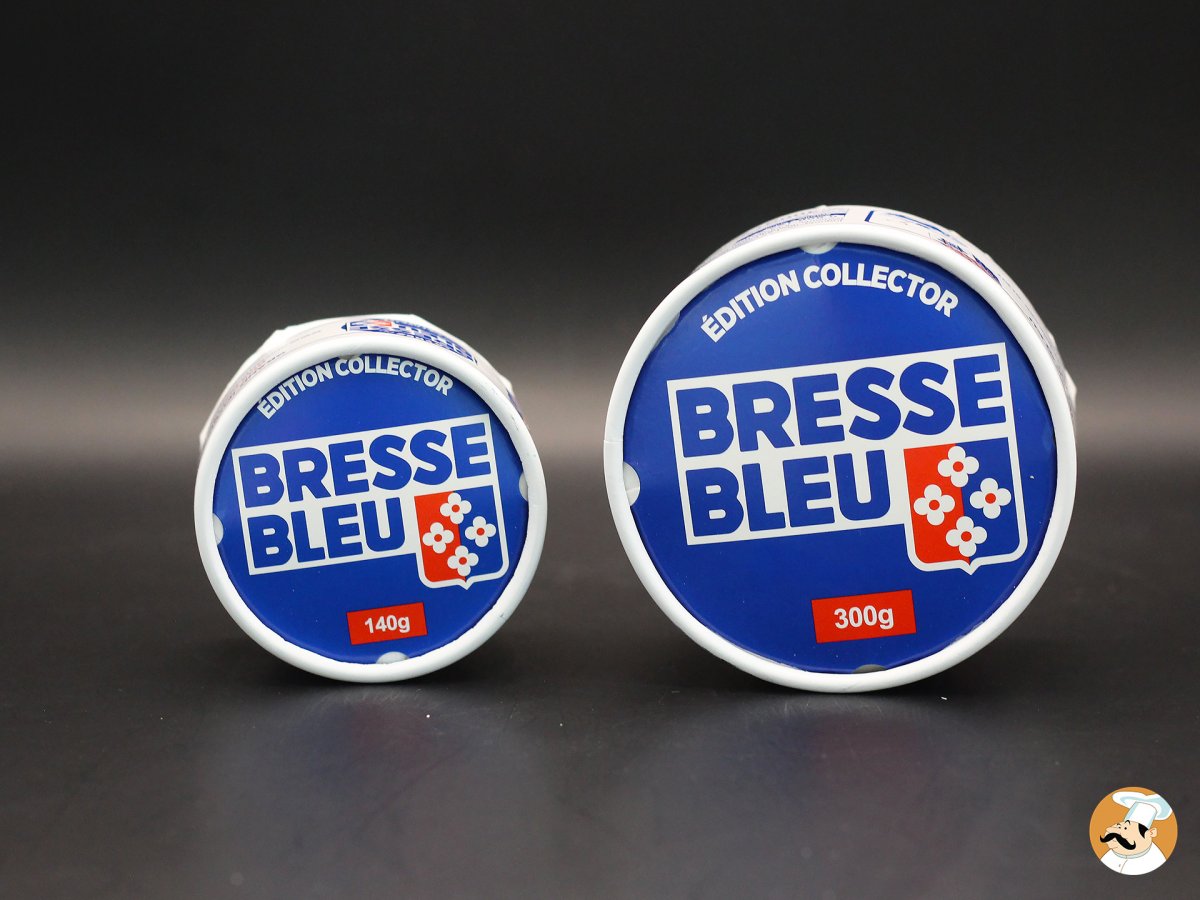 ÉDITION COLLECTOR
BRESSE
BLEU
140g
ÉDITION COLLECTOR
BRESSE
BLEU
300g